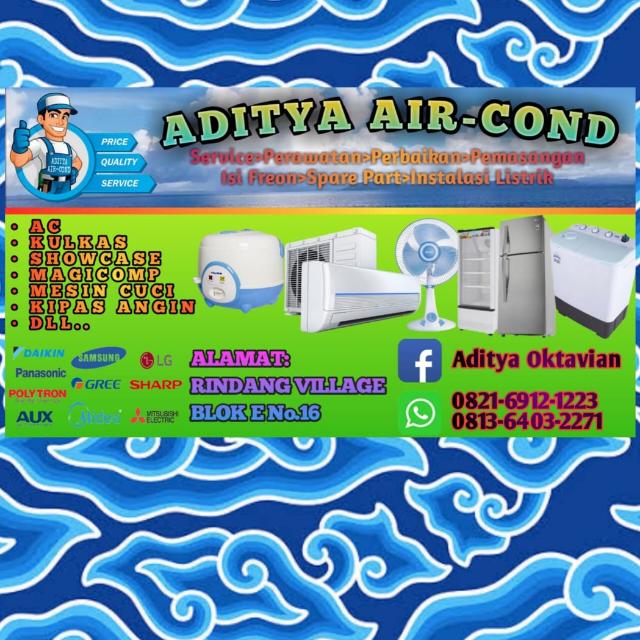 ADITYA AIR-COND
PRICE
QUALITY
SERVICE
ADITYA
AIR-COND
Service>Perawatan>Perbaikan>Pemasangan
Isi Freon>Spare Part>Instalasi Listrik
• AC
• KULKAS
• SHOWCASE
• MAGICOMP
• MESIN CUCI
• KIPAS ANGIN
• DLL..
DAIKIN
SAMSUNG
LG
Panasonic
GREE
SHARP
POLYTRON
AUX
Midea
MITSUBISHI
ELECTRIC
ALAMAT:
RINDANG VILLAGE
BLOK E No.16
f
Aditya Oktavian
0821-6912-1223
0813-6403-2271